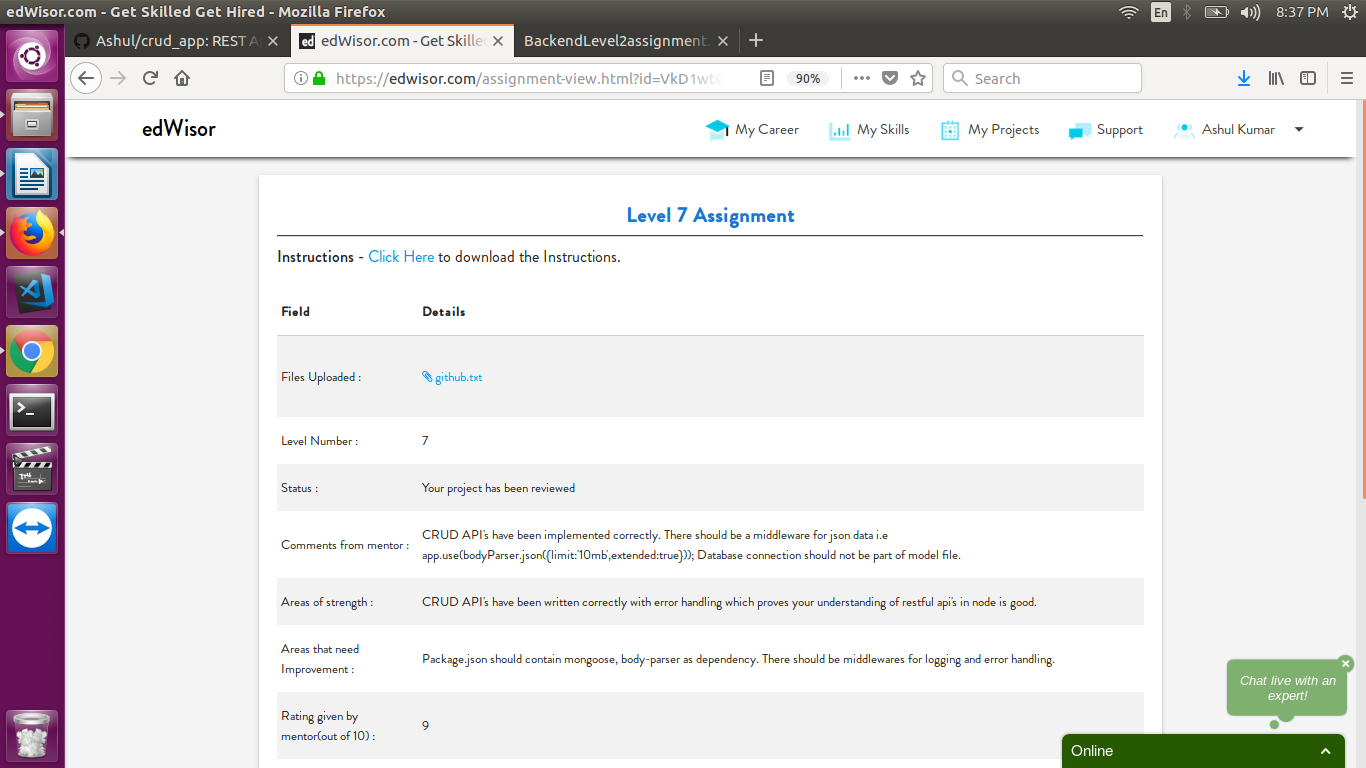 edWisor.com - Get Skilled Get Hired - Mozilla Firefox
En
8:37 PM
Ashul/crud_app: REST A
ed
edWisor.com - Get Skille
BackendLevel2assignment.
https://edwisor.com/assignment-view.html?id=VkD1wt
90%
Search
edWisor
My Career
My Skills
My Projects
Support
Ashul Kumar
Level 7 Assignment
Instructions - Click Here to download the Instructions.
Field Details
Files Uploaded : github.txt
Level Number : 7
Status : Your project has been reviewed
Comments from mentor : CRUD API's have been implemented correctly. There should be a middleware for json data i.e
app.use(bodyParser.json({limit:'10mb',extended:true})); Database connection should not be part of model file.
Areas of strength : CRUD API's have been written correctly with error handling which proves your understanding of restful api's in node is good.
Areas that need
Improvement : Package.json should contain mongoose, body-parser as dependency. There should be middlewares for logging and error handling.
Rating given by
mentor(out of 10) : 9
Chat live with an
expert!
Online